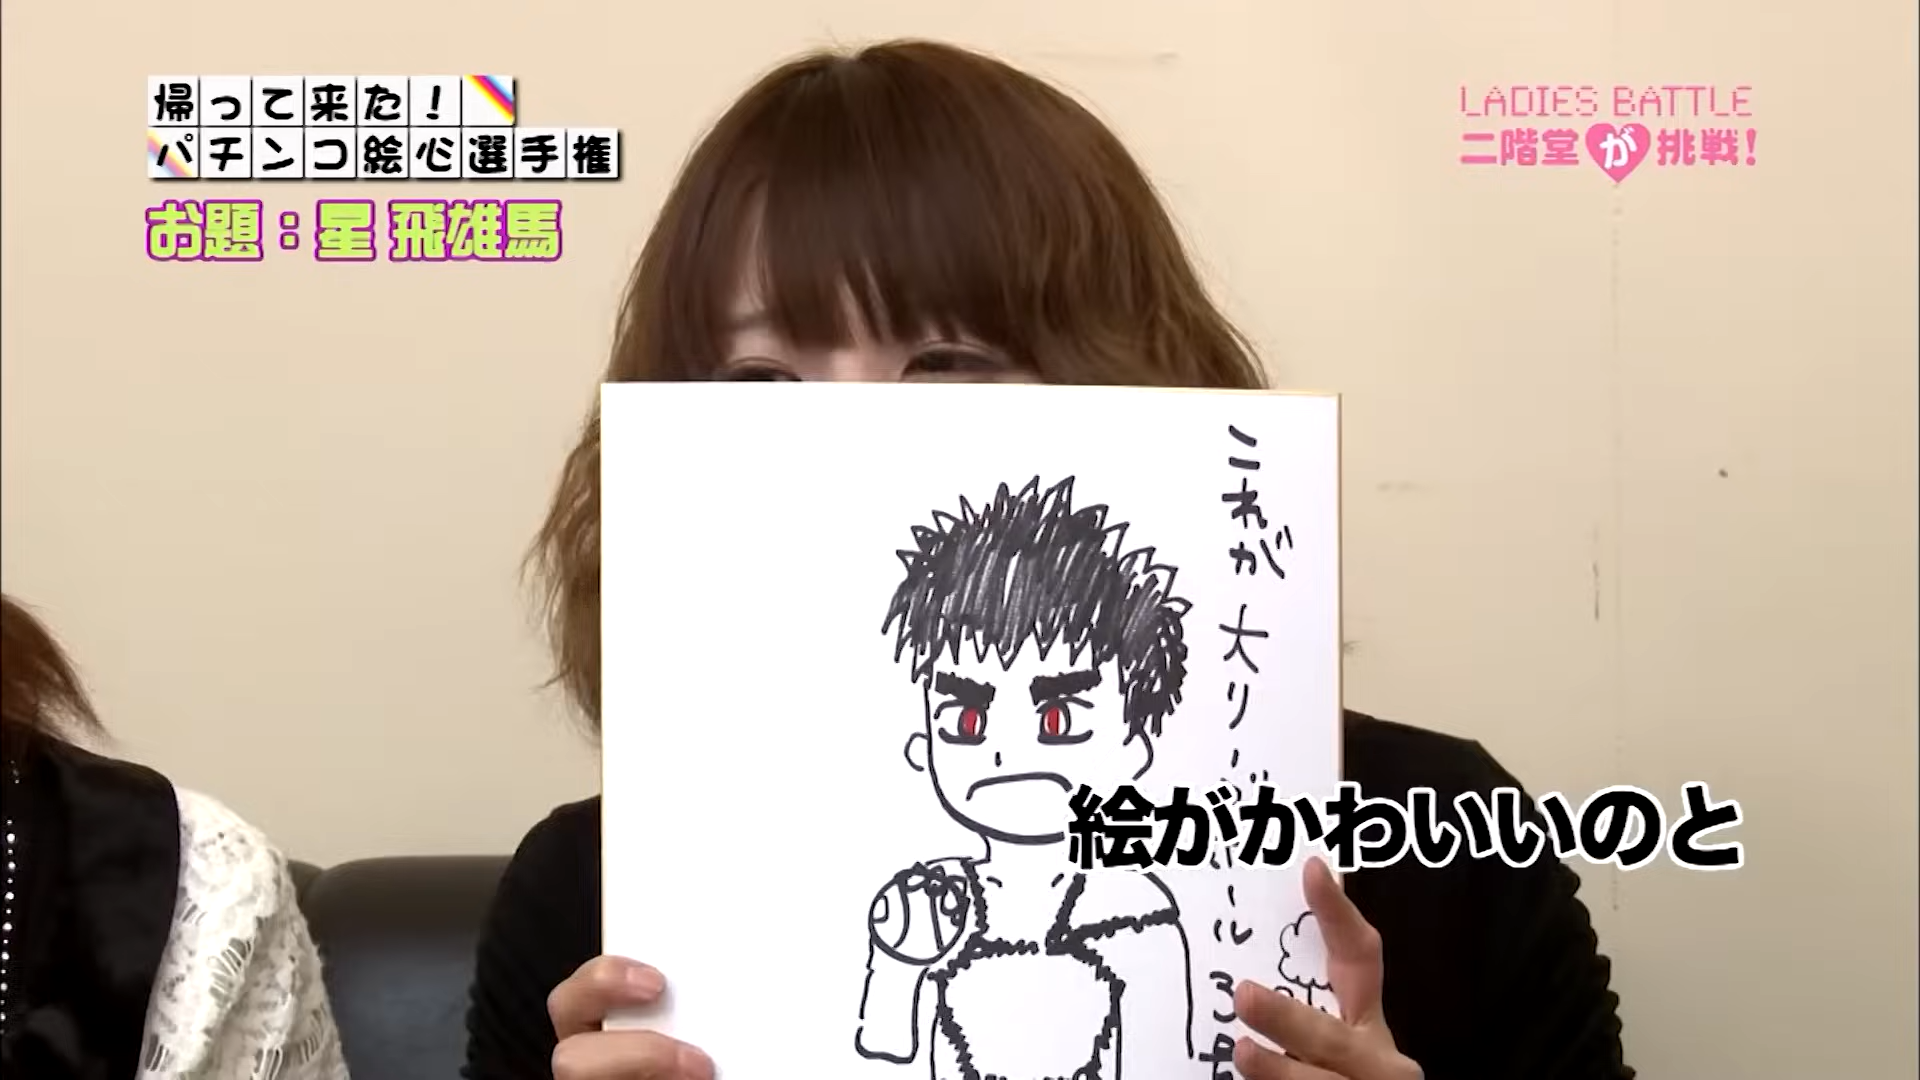 帰って来た！
パチンコ絵心選手権
お題：星 飛雄馬
LADIES BATTLE
二階堂が挑戦！
これが大リーグボール3号
絵がかわいいのと